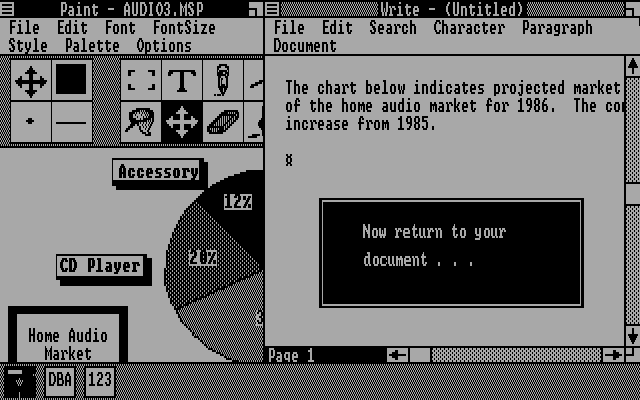 Paint - AUDIO3.MSP
File Edit Font FontSize
Style Palette Options
T
Accessory
12%
CD Player
20%
3
Home Audio
Market
Write - (Untitled)
File Edit Search Character Paragraph
Document
The chart below indicates projected market
of the home audio market for 1986. The co
increase from 1985.
Now return to your
document . . .
Page 1
DBA
123